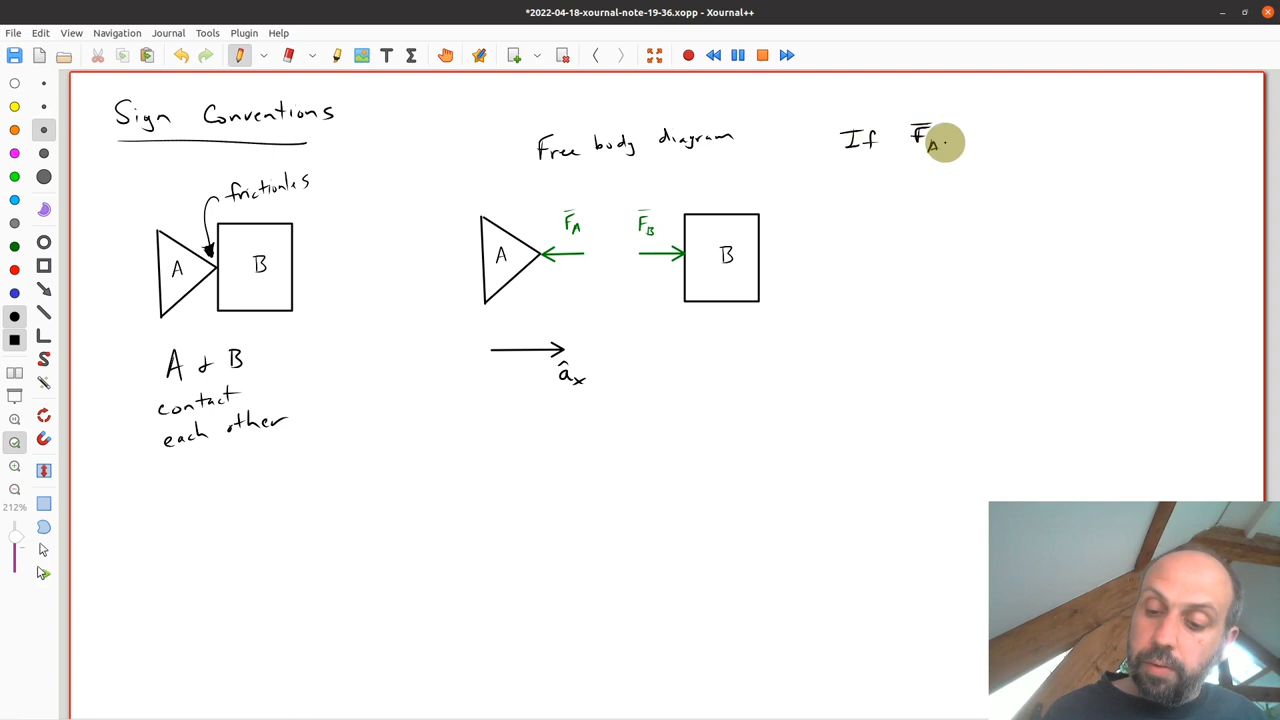 *2022-04-18-xournal-note-19-36.xopp - Xournal++
File Edit View Navigation Journal Tools Plugin Help
Sign Conventions
Free body diagram
If F̅A
frictionles
A
B
F̅A
F̅B
A
B
âx
A & B
contact
each other
212%